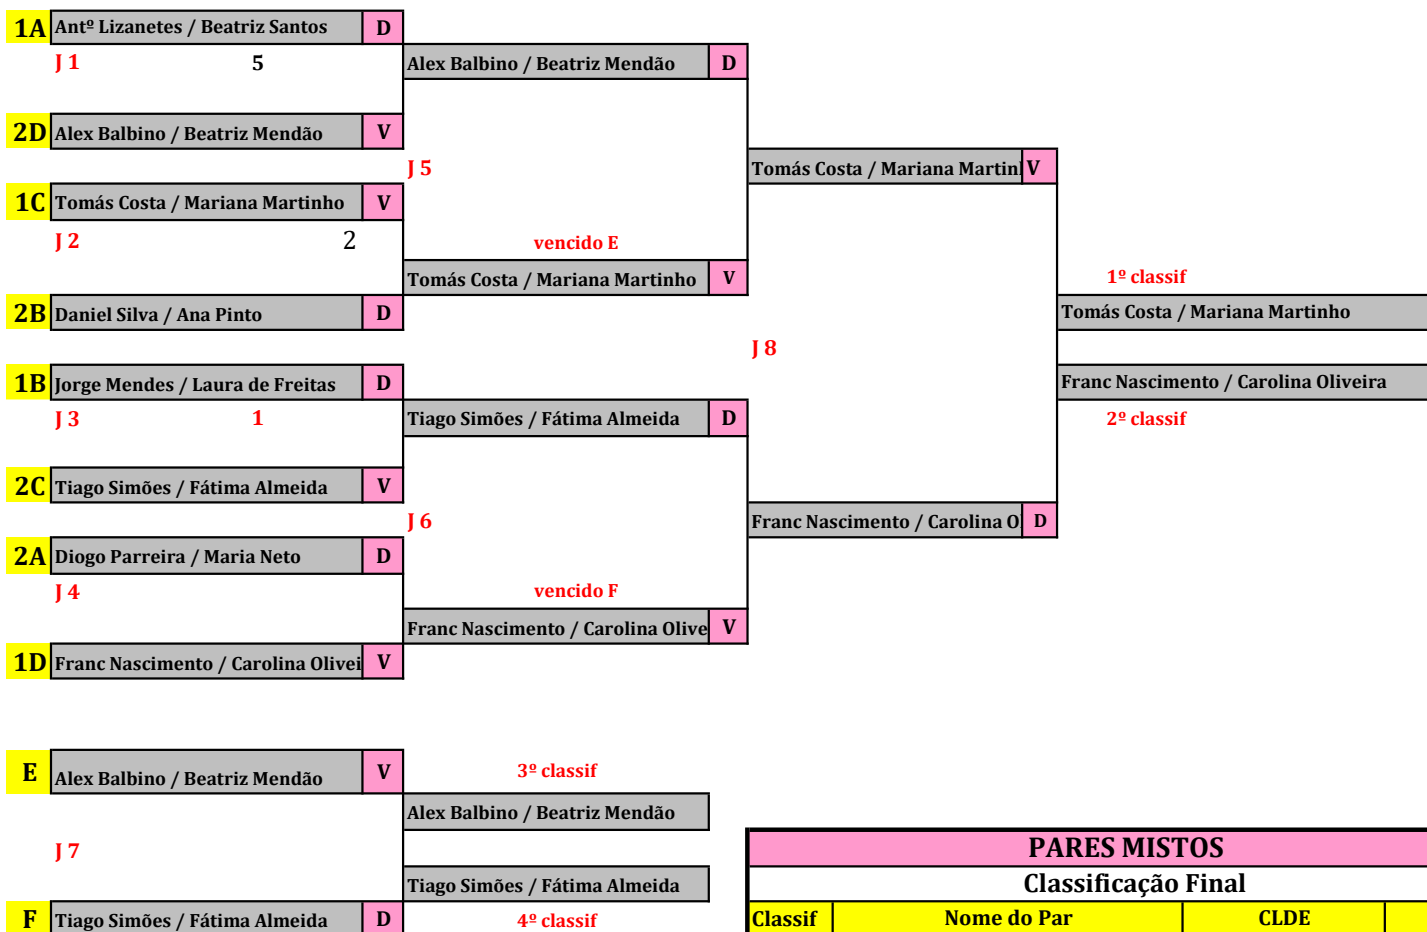 1A Antº Lizanetes / Beatriz Santos D
J 1 5 Alex Balbino / Beatriz Mendão D
2D Alex Balbino / Beatriz Mendão V
J 5 Tomás Costa / Mariana Martinh V
1C Tomás Costa / Mariana Martinho V
J 2 2 vencido E
Tomás Costa / Mariana Martinho V 1º classif
2B Daniel Silva / Ana Pinto D Tomás Costa / Mariana Martinho
J 8
1B Jorge Mendes / Laura de Freitas D Franc Nascimento / Carolina Oliveira
J 3 1 Tiago Simões / Fátima Almeida D 2º classif
2C Tiago Simões / Fátima Almeida V
J 6 Franc Nascimento / Carolina O D
2A Diogo Parreira / Maria Neto D
J 4 vencido F
Franc Nascimento / Carolina Olive V
1D Franc Nascimento / Carolina Olivei V
E Alex Balbino / Beatriz Mendão V 3º classif
Alex Balbino / Beatriz Mendão
J 7 PARES MISTOS
Tiago Simões / Fátima Almeida Classificação Final
F Tiago Simões / Fátima Almeida D 4º classif Classif Nome do Par CLDE